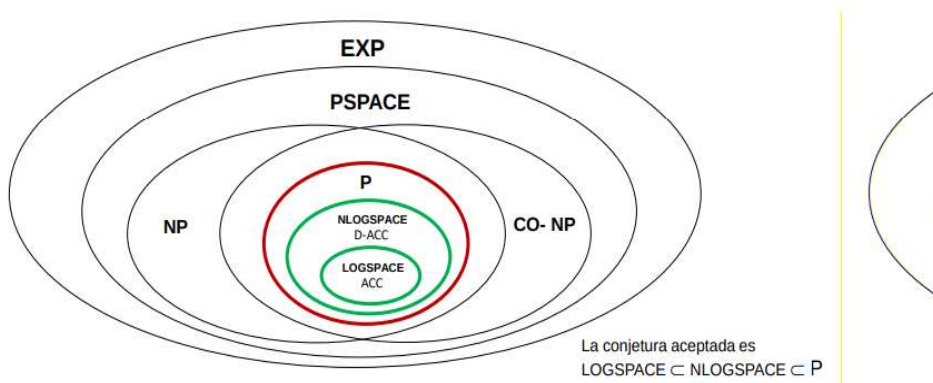 EXP
PSPACE
P
NP
NLOGSPACE
D-ACC
CO- NP
LOGSPACE
ACC
La conjetura aceptada es
LOGSPACE ⊂ NLOGSPACE ⊂ P